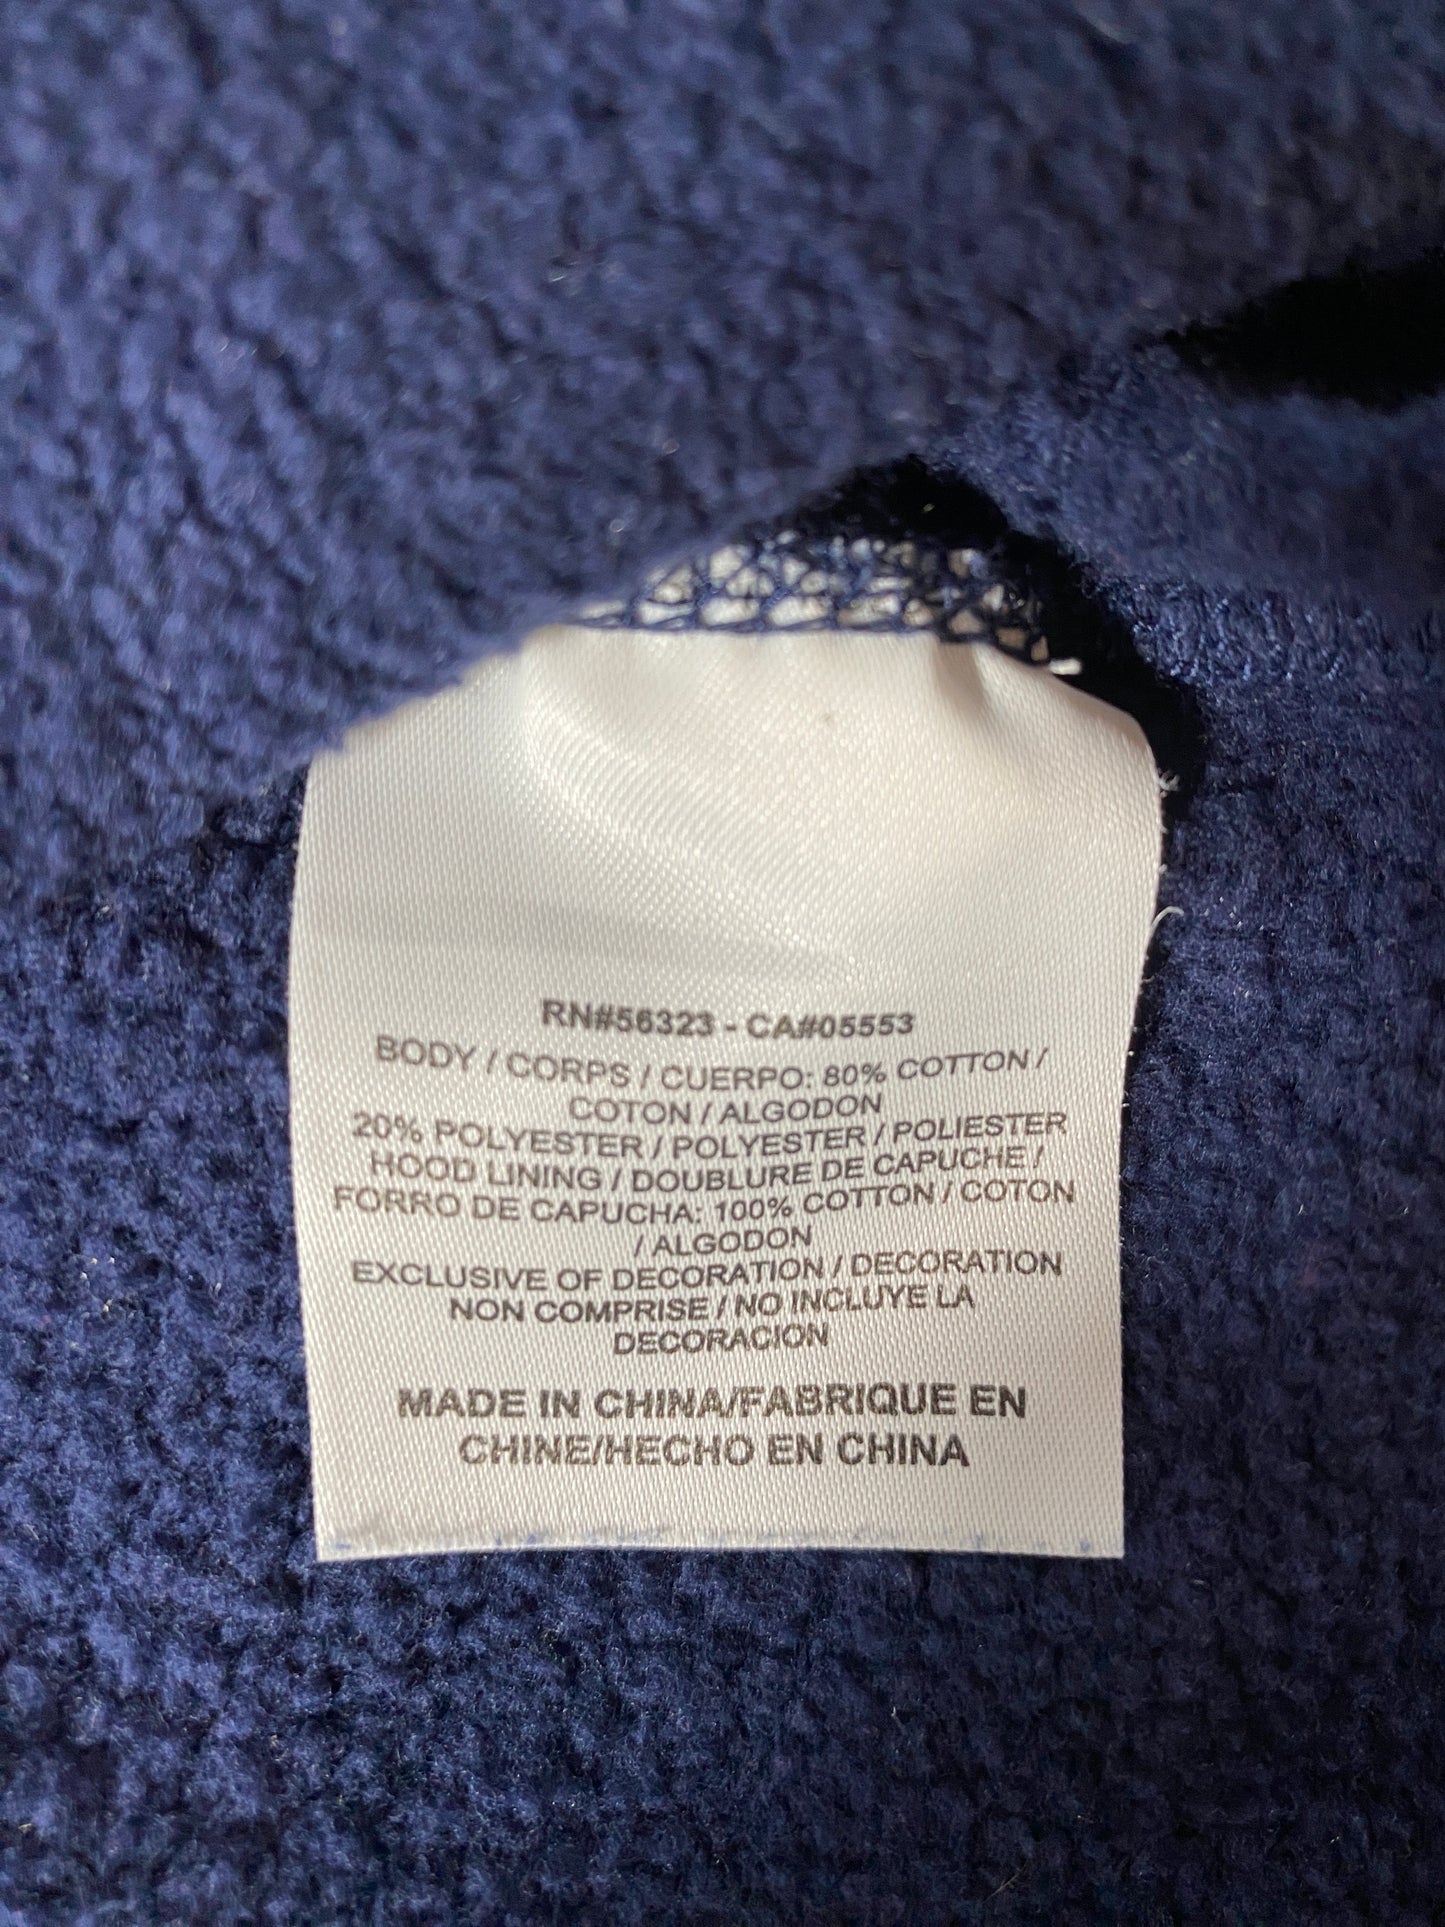 RN#56323 - CA#05553
BODY / CORPS / CUERPO: 80% COTTON /
COTON / ALGODON
20% POLYESTER / POLYESTER / POLIESTER
HOOD LINING / DOUBLURE DE CAPUCHE /
FORRO DE CAPUCHA: 100% COTTON / COTON
/ ALGODON
EXCLUSIVE OF DECORATION / DECORATION
NON COMPRISE / NO INCLUYE LA
DECORACION
MADE IN CHINA/FABRIQUE EN
CHINE/HECHO EN CHINA